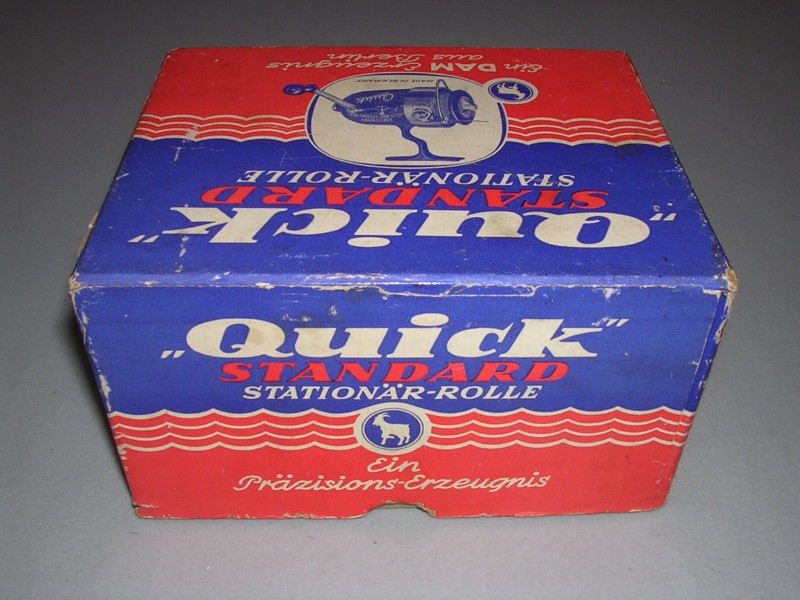 Ein DAM Erzeugnis
aus Berlin
MADE IN GERMANY
Quick
STATIONÄR-ROLLE
STANDARD
„Quick“
„Quick“
STANDARD
STATIONÄR-ROLLE
Ein
Präzisions-Erzeugnis